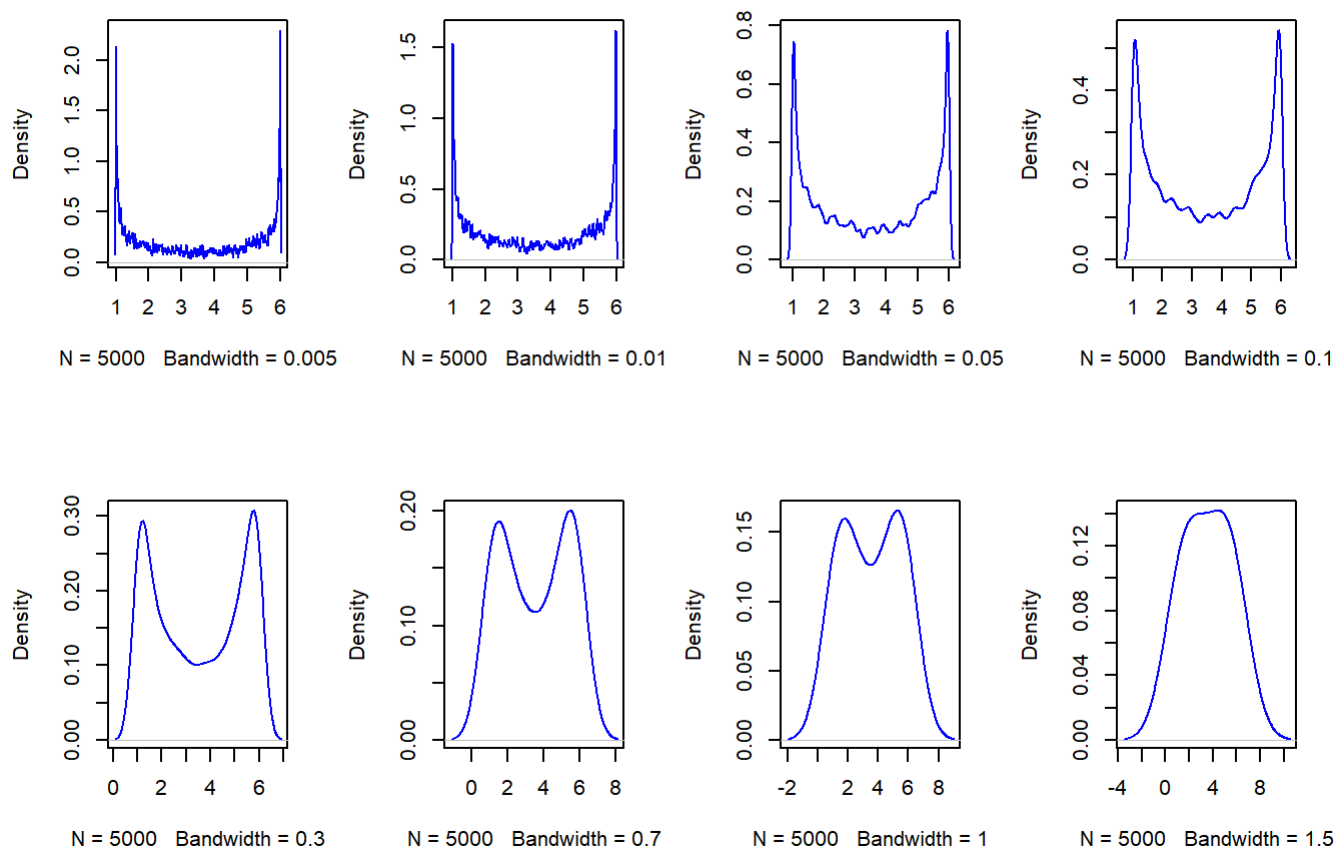 Density
0.0 0.5 1.0 1.5 2.0
1 2 3 4 5 6
N = 5000 Bandwidth = 0.005
Density
0.0 0.5 1.0 1.5
1 2 3 4 5 6
N = 5000 Bandwidth = 0.01
Density
0.0 0.2 0.4 0.6 0.8
1 2 3 4 5 6
N = 5000 Bandwidth = 0.05
Density
0.0 0.2 0.4
1 2 3 4 5 6
N = 5000 Bandwidth = 0.1
Density
0.00 0.10 0.20 0.30
0 2 4 6
N = 5000 Bandwidth = 0.3
Density
0.00 0.10 0.20
0 2 4 6 8
N = 5000 Bandwidth = 0.7
Density
0.00 0.05 0.10 0.15
-2 2 4 6 8
N = 5000 Bandwidth = 1
Density
0.00 0.04 0.08 0.12
-4 0 4 8
N = 5000 Bandwidth = 1.5